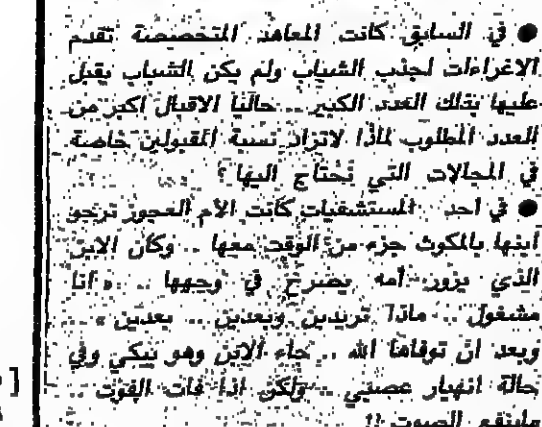 ● في السابق كانت المعاهد المتخصصة تقدم
الاغراءات لجذب الشباب ولم يكن الشباب يقبل
عليها بذلك العدد الكبير .. حاليا الاقبال اكبر من
العدد المطلوب لماذا لاتزاد نسبة المقبولين خاصة
في المجالات التي نحتاج اليها ؟
● في احد المستشفيات كانت الأم العجوز ترجو
ابنها بالمكوث جزء من الوقت معها .. وكان الابن
الذي يزور أمه يصرخ في وجهها .. « أنا
مشغول .. ماذا تريدين وبعدين .. بعدين » ..
وبعد ان توفاها الله .. جاء الابن وهو يبكي وفي
حالة انهيار عصبي .. ولكن اذا فات الفوت ..
ماينفع الصوت !!